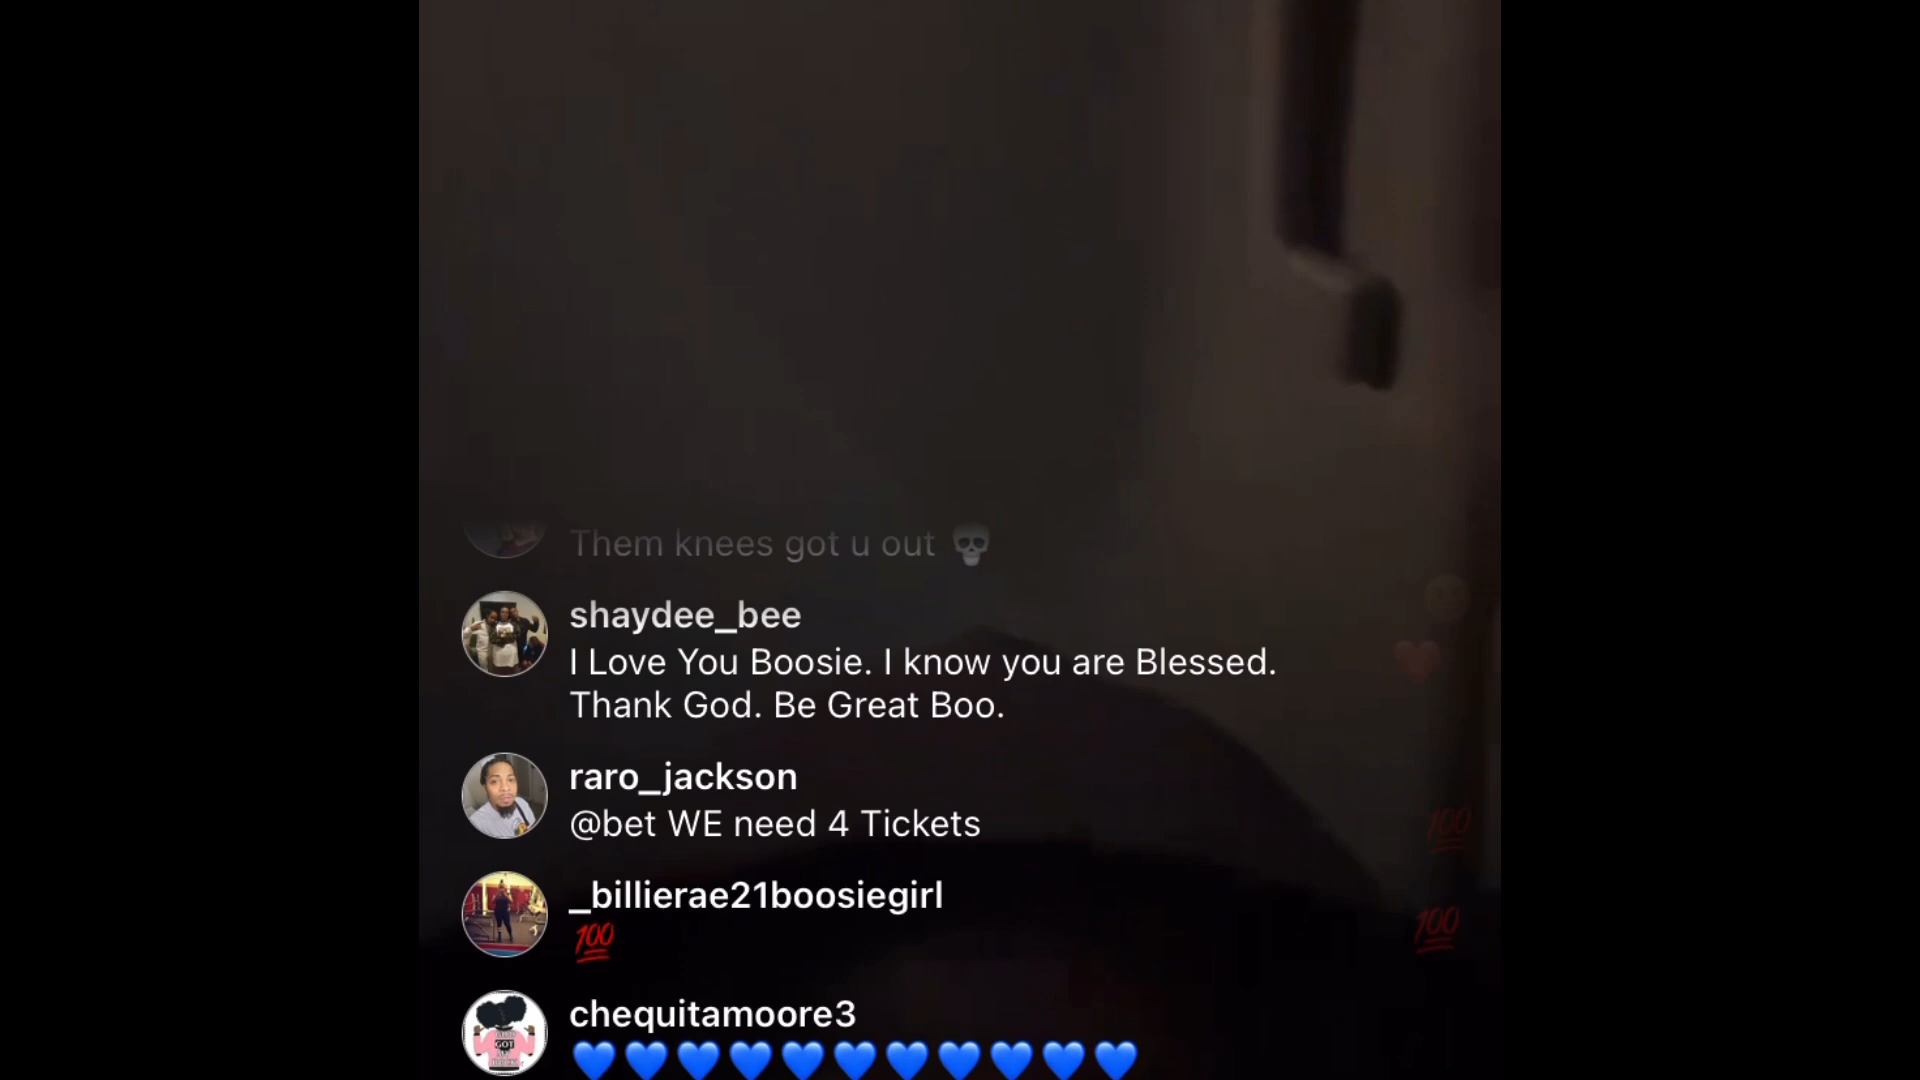 Them knees got u out 💀
shaydee_bee
I Love You Boosie. I know you are Blessed.
Thank God. Be Great Boo.
raro_jackson
@bet WE need 4 Tickets
_billierae21boosiegirl
💯
chequitamoore3
💙💙💙💙💙💙💙💙💙💙💙